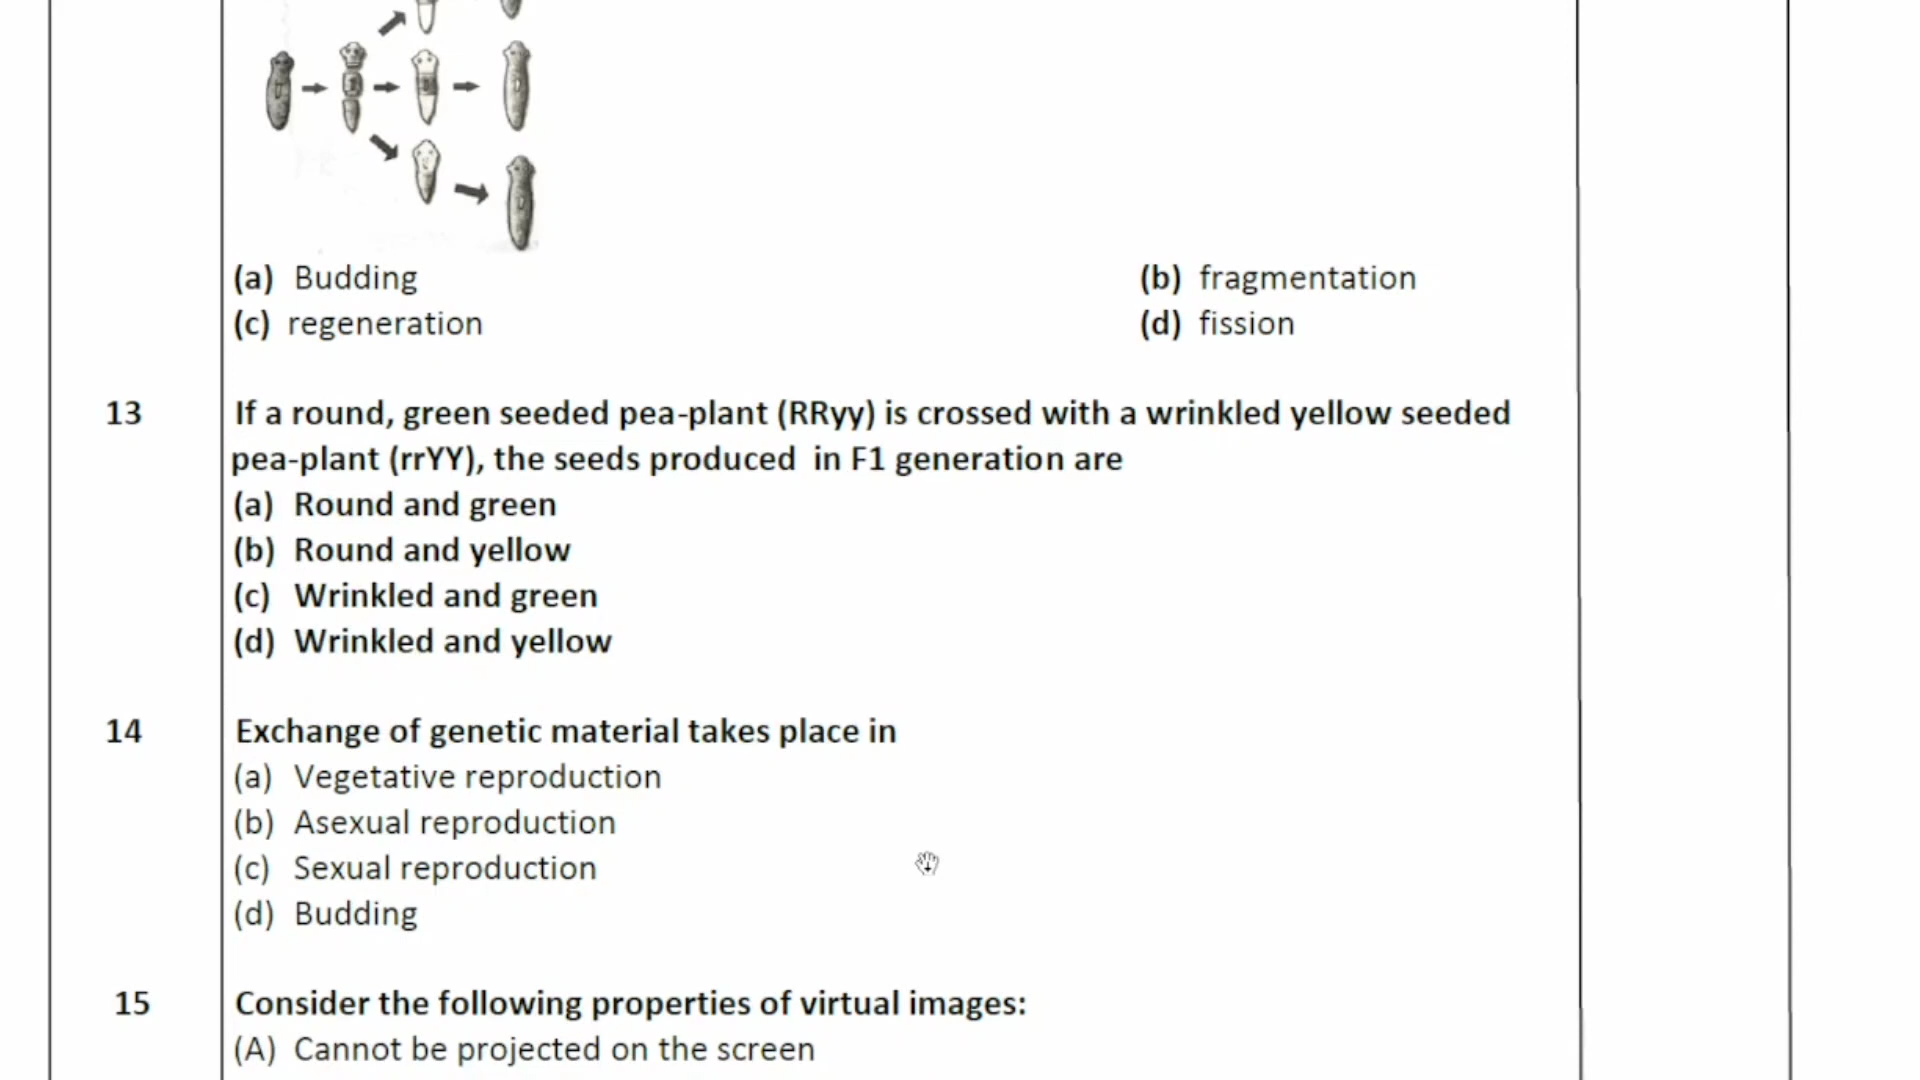 (a) Budding (b) fragmentation
(c) regeneration (d) fission
13 If a round, green seeded pea-plant (RRyy) is crossed with a wrinkled yellow seeded
pea-plant (rrYY), the seeds produced in F1 generation are
(a) Round and green
(b) Round and yellow
(c) Wrinkled and green
(d) Wrinkled and yellow
14 Exchange of genetic material takes place in
(a) Vegetative reproduction
(b) Asexual reproduction
(c) Sexual reproduction
(d) Budding
15 Consider the following properties of virtual images:
(A) Cannot be projected on the screen